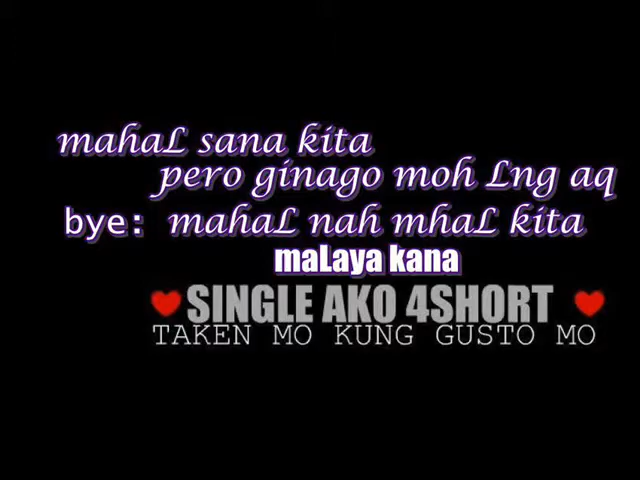 mahaL sana kita
pero ginago moh Lng aq
bye: mahaL nah mhaL kita
maLaya kana
SINGLE AKO 4SHORT
TAKEN MO KUNG GUSTO MO